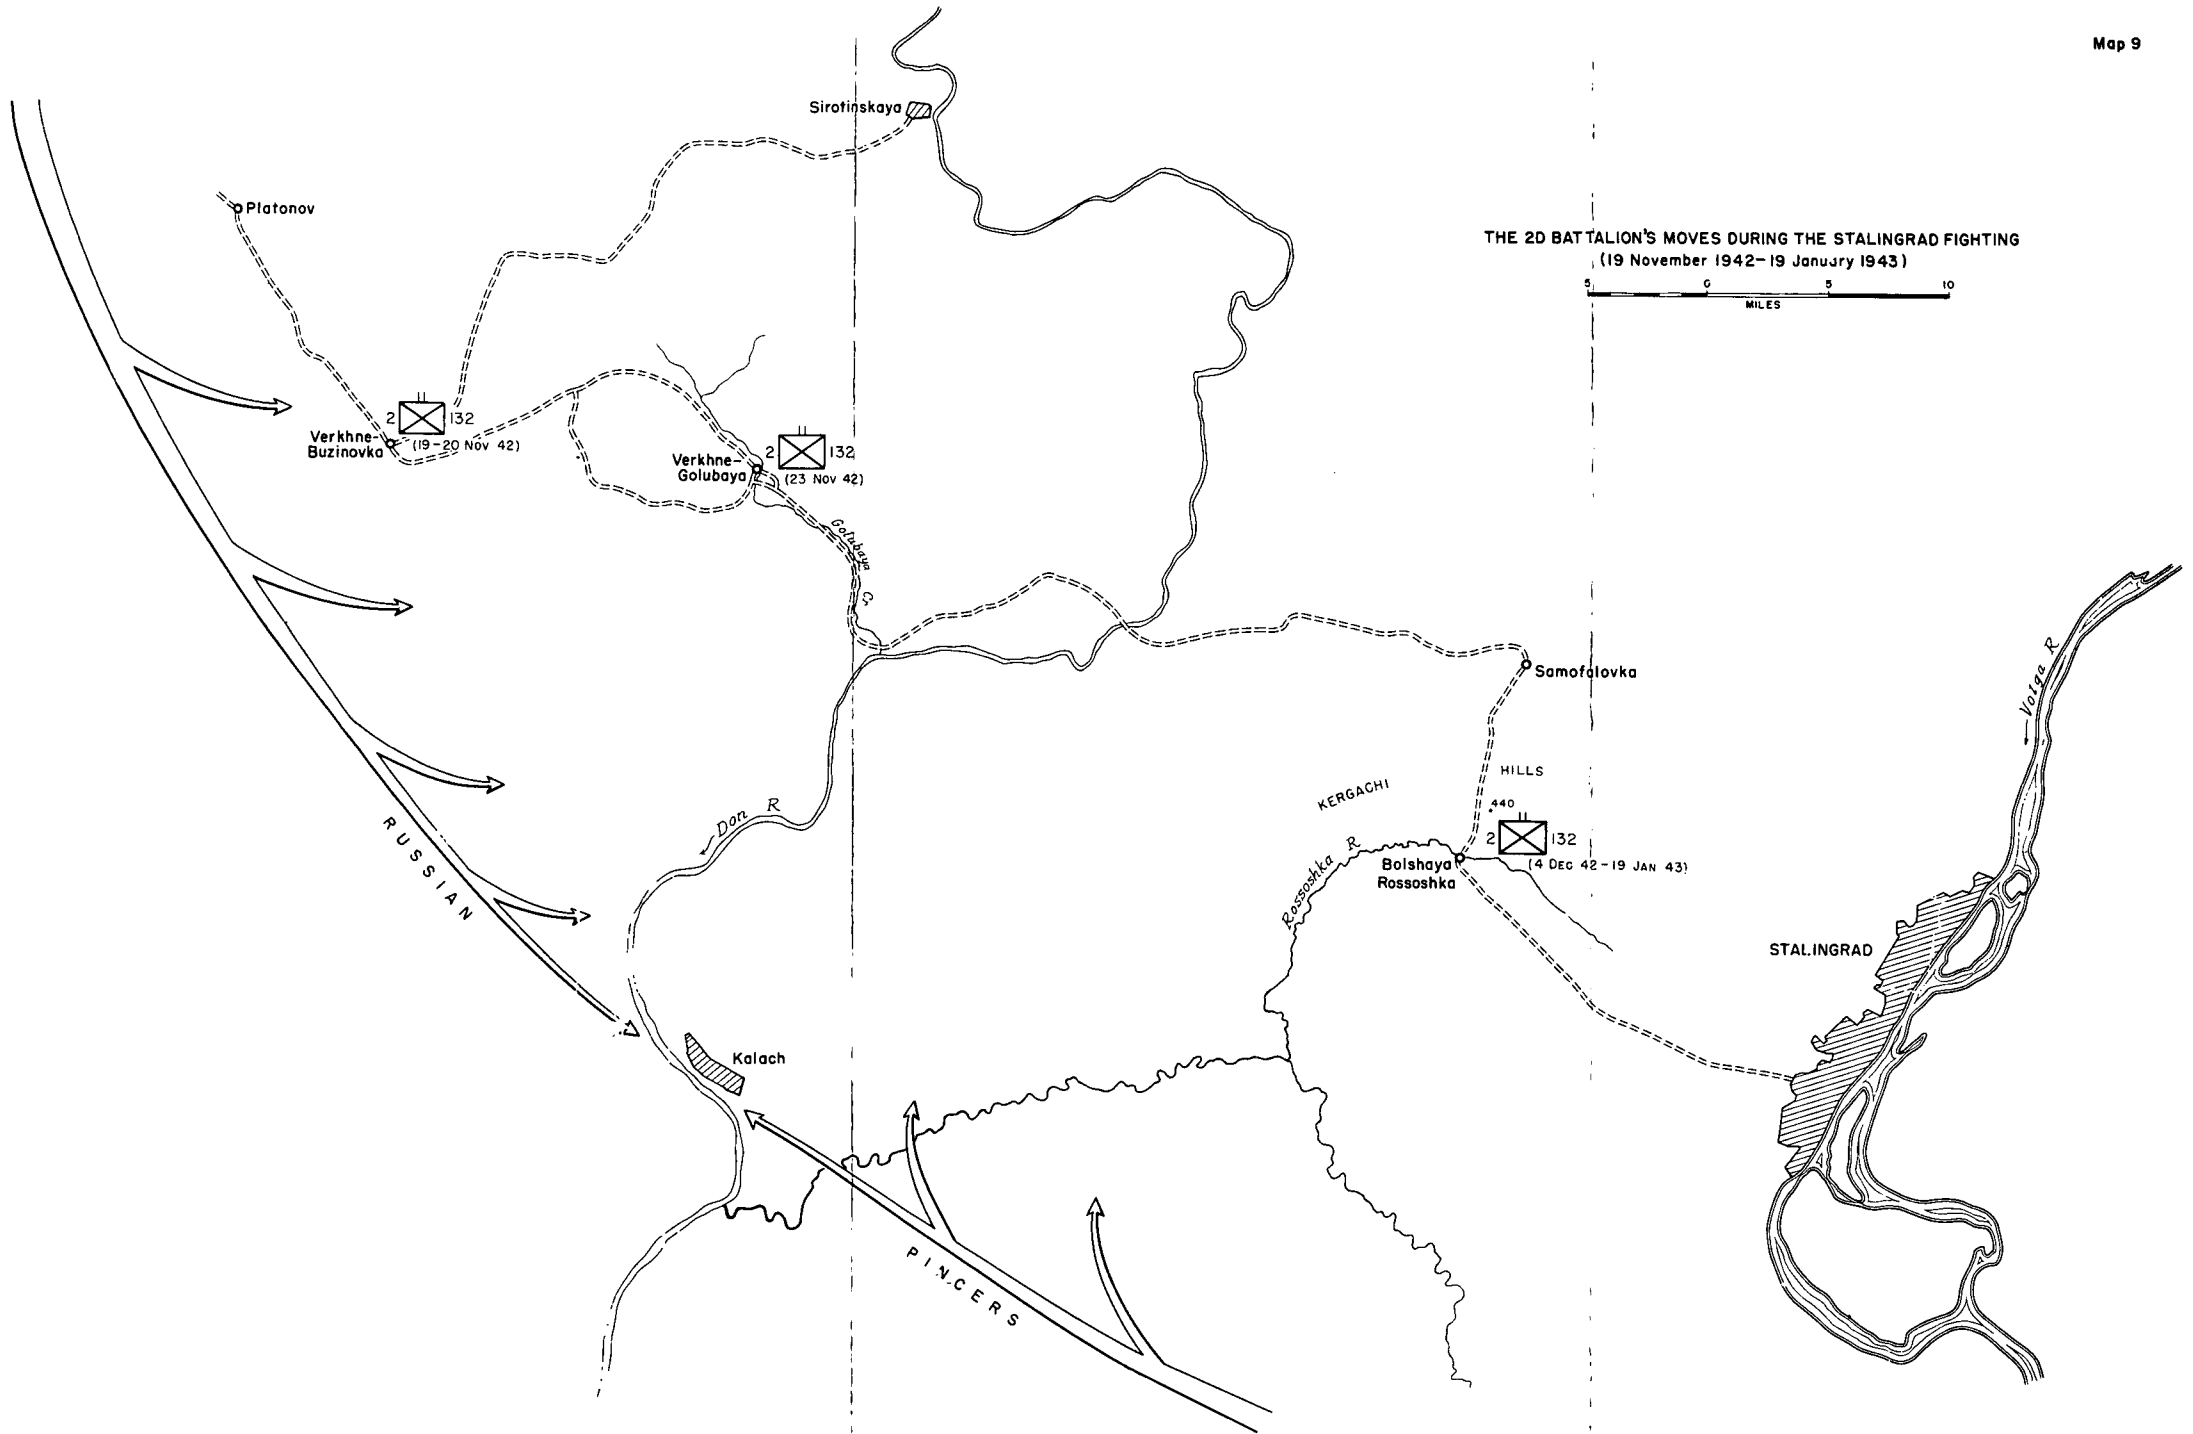 Map 9
Sirotinskaya
Platonov
THE 2D BATTALION'S MOVES DURING THE STALINGRAD FIGHTING
(19 November 1942–19 January 1943)
5 0 5 10
MILES
2 132
Verkhne-
Buzinovka
(19–20 Nov 42)
2 132
Verkhne-
Golubaya
(23 Nov 42)
Golubaya Cr
Samofalovka
Volga R
KERGACHI HILLS
.440
Don R
RUSSIAN
2 132
Rossoshka R
Bolshaya
Rossoshka
(4 DEC 42–19 JAN 43)
STALINGRAD
Kalach
PINCERS